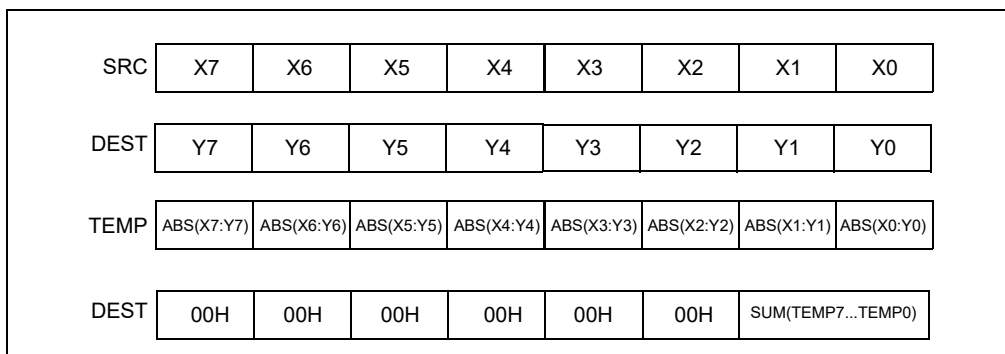 SRC X7 X6 X5 X4 X3 X2 X1 X0
DEST Y7 Y6 Y5 Y4 Y3 Y2 Y1 Y0
TEMP ABS(X7:Y7) ABS(X6:Y6) ABS(X5:Y5) ABS(X4:Y4) ABS(X3:Y3) ABS(X2:Y2) ABS(X1:Y1) ABS(X0:Y0)
DEST 00H 00H 00H 00H 00H 00H SUM(TEMP7...TEMP0)